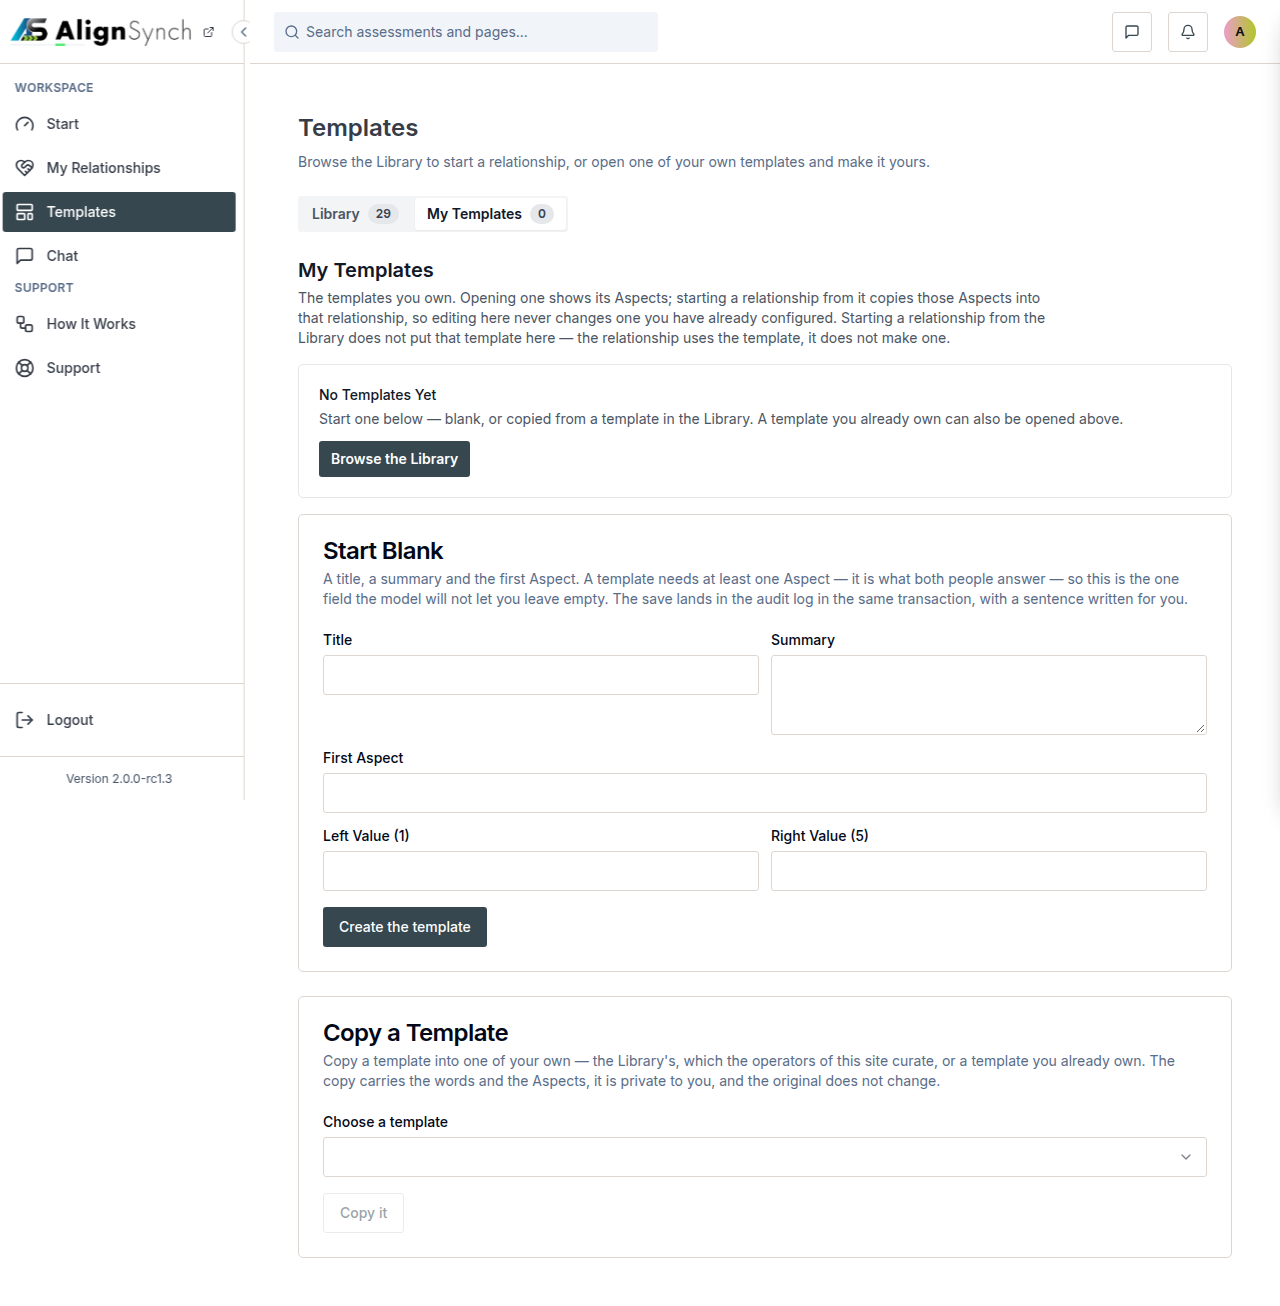 AlignSynch
Search assessments and pages...
A
WORKSPACE
Start
My Relationships
Templates
Chat
SUPPORT
How It Works
Support
Logout
Version 2.0.0-rc1.3
Templates
Browse the Library to start a relationship, or open one of your own templates and make it yours.
Library 29
My Templates 0
My Templates
The templates you own. Opening one shows its Aspects; starting a relationship from it copies those Aspects into
that relationship, so editing here never changes one you have already configured. Starting a relationship from the
Library does not put that template here — the relationship uses the template, it does not make one.
No Templates Yet
Start one below — blank, or copied from a template in the Library. A template you already own can also be opened above.
Browse the Library
Start Blank
A title, a summary and the first Aspect. A template needs at least one Aspect — it is what both people answer — so this is the one
field the model will not let you leave empty. The save lands in the audit log in the same transaction, with a sentence written for you.
Title
Summary
First Aspect
Left Value (1)
Right Value (5)
Create the template
Copy a Template
Copy a template into one of your own — the Library's, which the operators of this site curate, or a template you already own. The
copy carries the words and the Aspects, it is private to you, and the original does not change.
Choose a template
Copy it